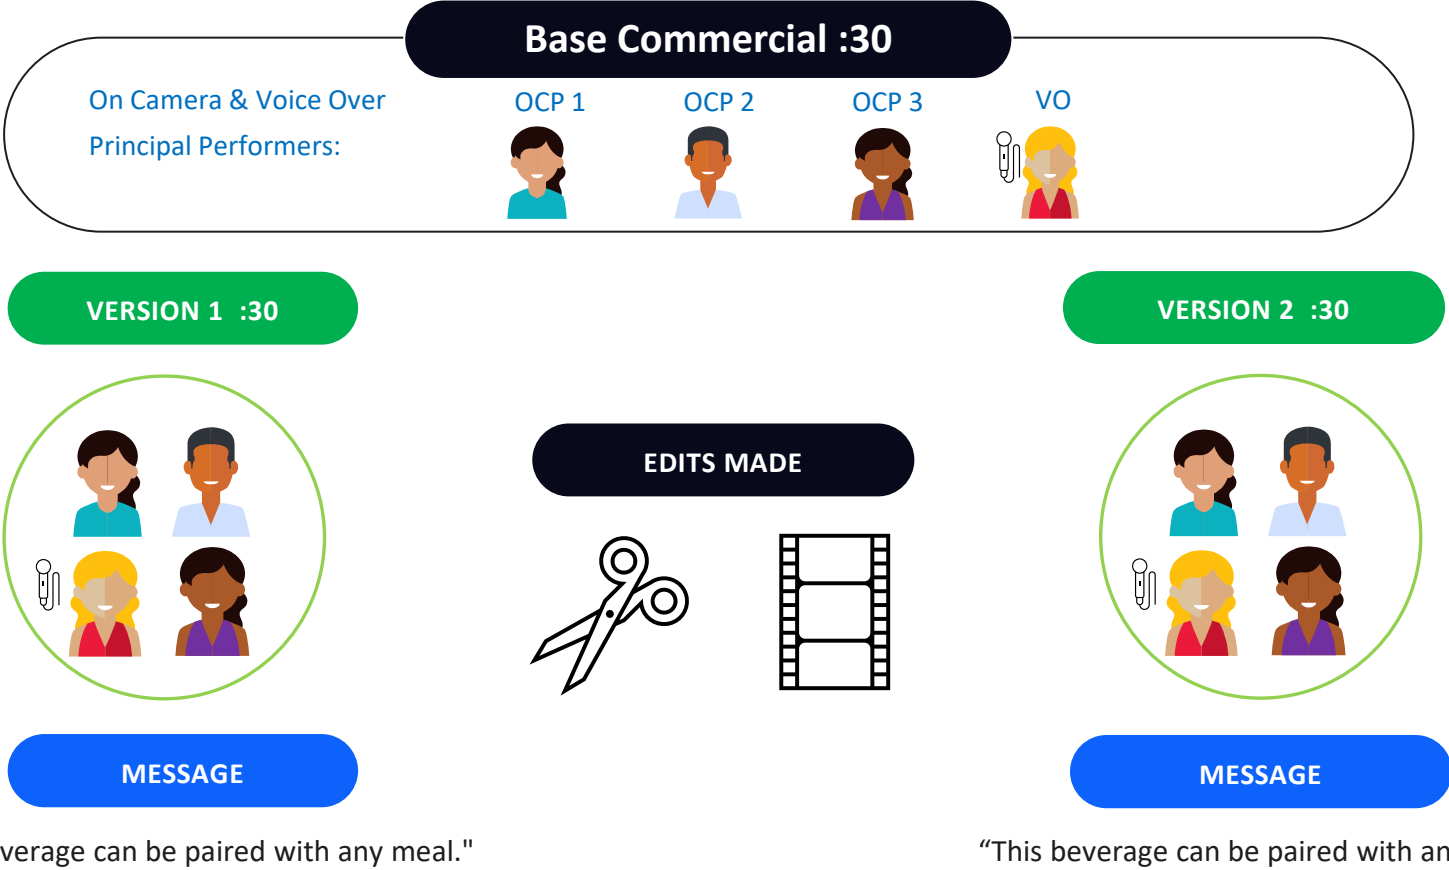 Base Commercial :30
On Camera & Voice Over
Principal Performers:
OCP 1
OCP 2
OCP 3
VO
VERSION 1 :30
VERSION 2 :30
EDITS MADE
MESSAGE
MESSAGE
can be paired with any meal."
“This beverage can be paired with